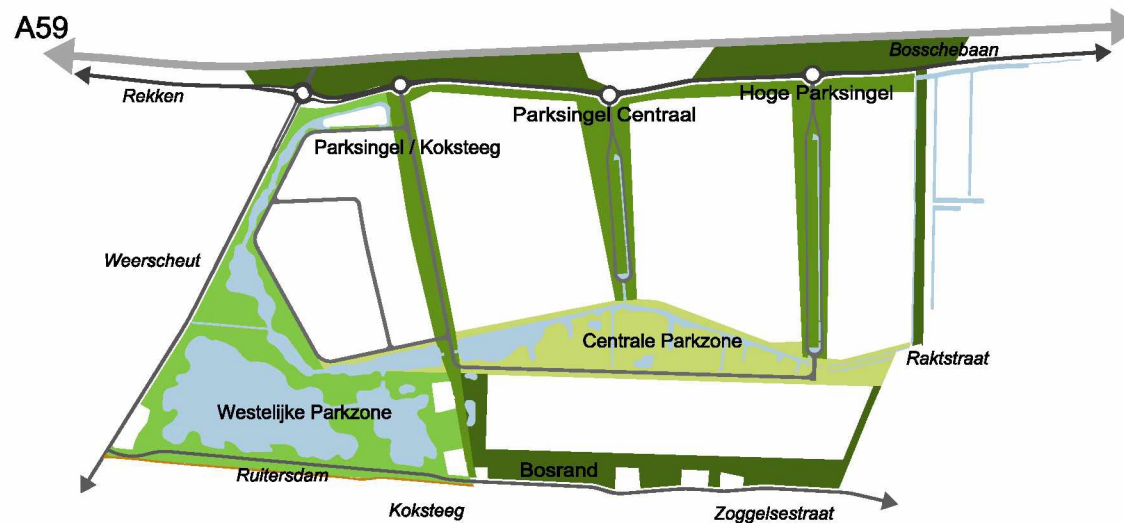 A59
Bosschebaan
Rekken
Hoge Parksingel
Parksingel Centraal
Parksingel / Koksteeg
Weerscheut
Centrale Parkzone
Raktstraat
Westelijke Parkzone
Ruitersdam
Bosrand
Koksteeg
Zoggelsestraat